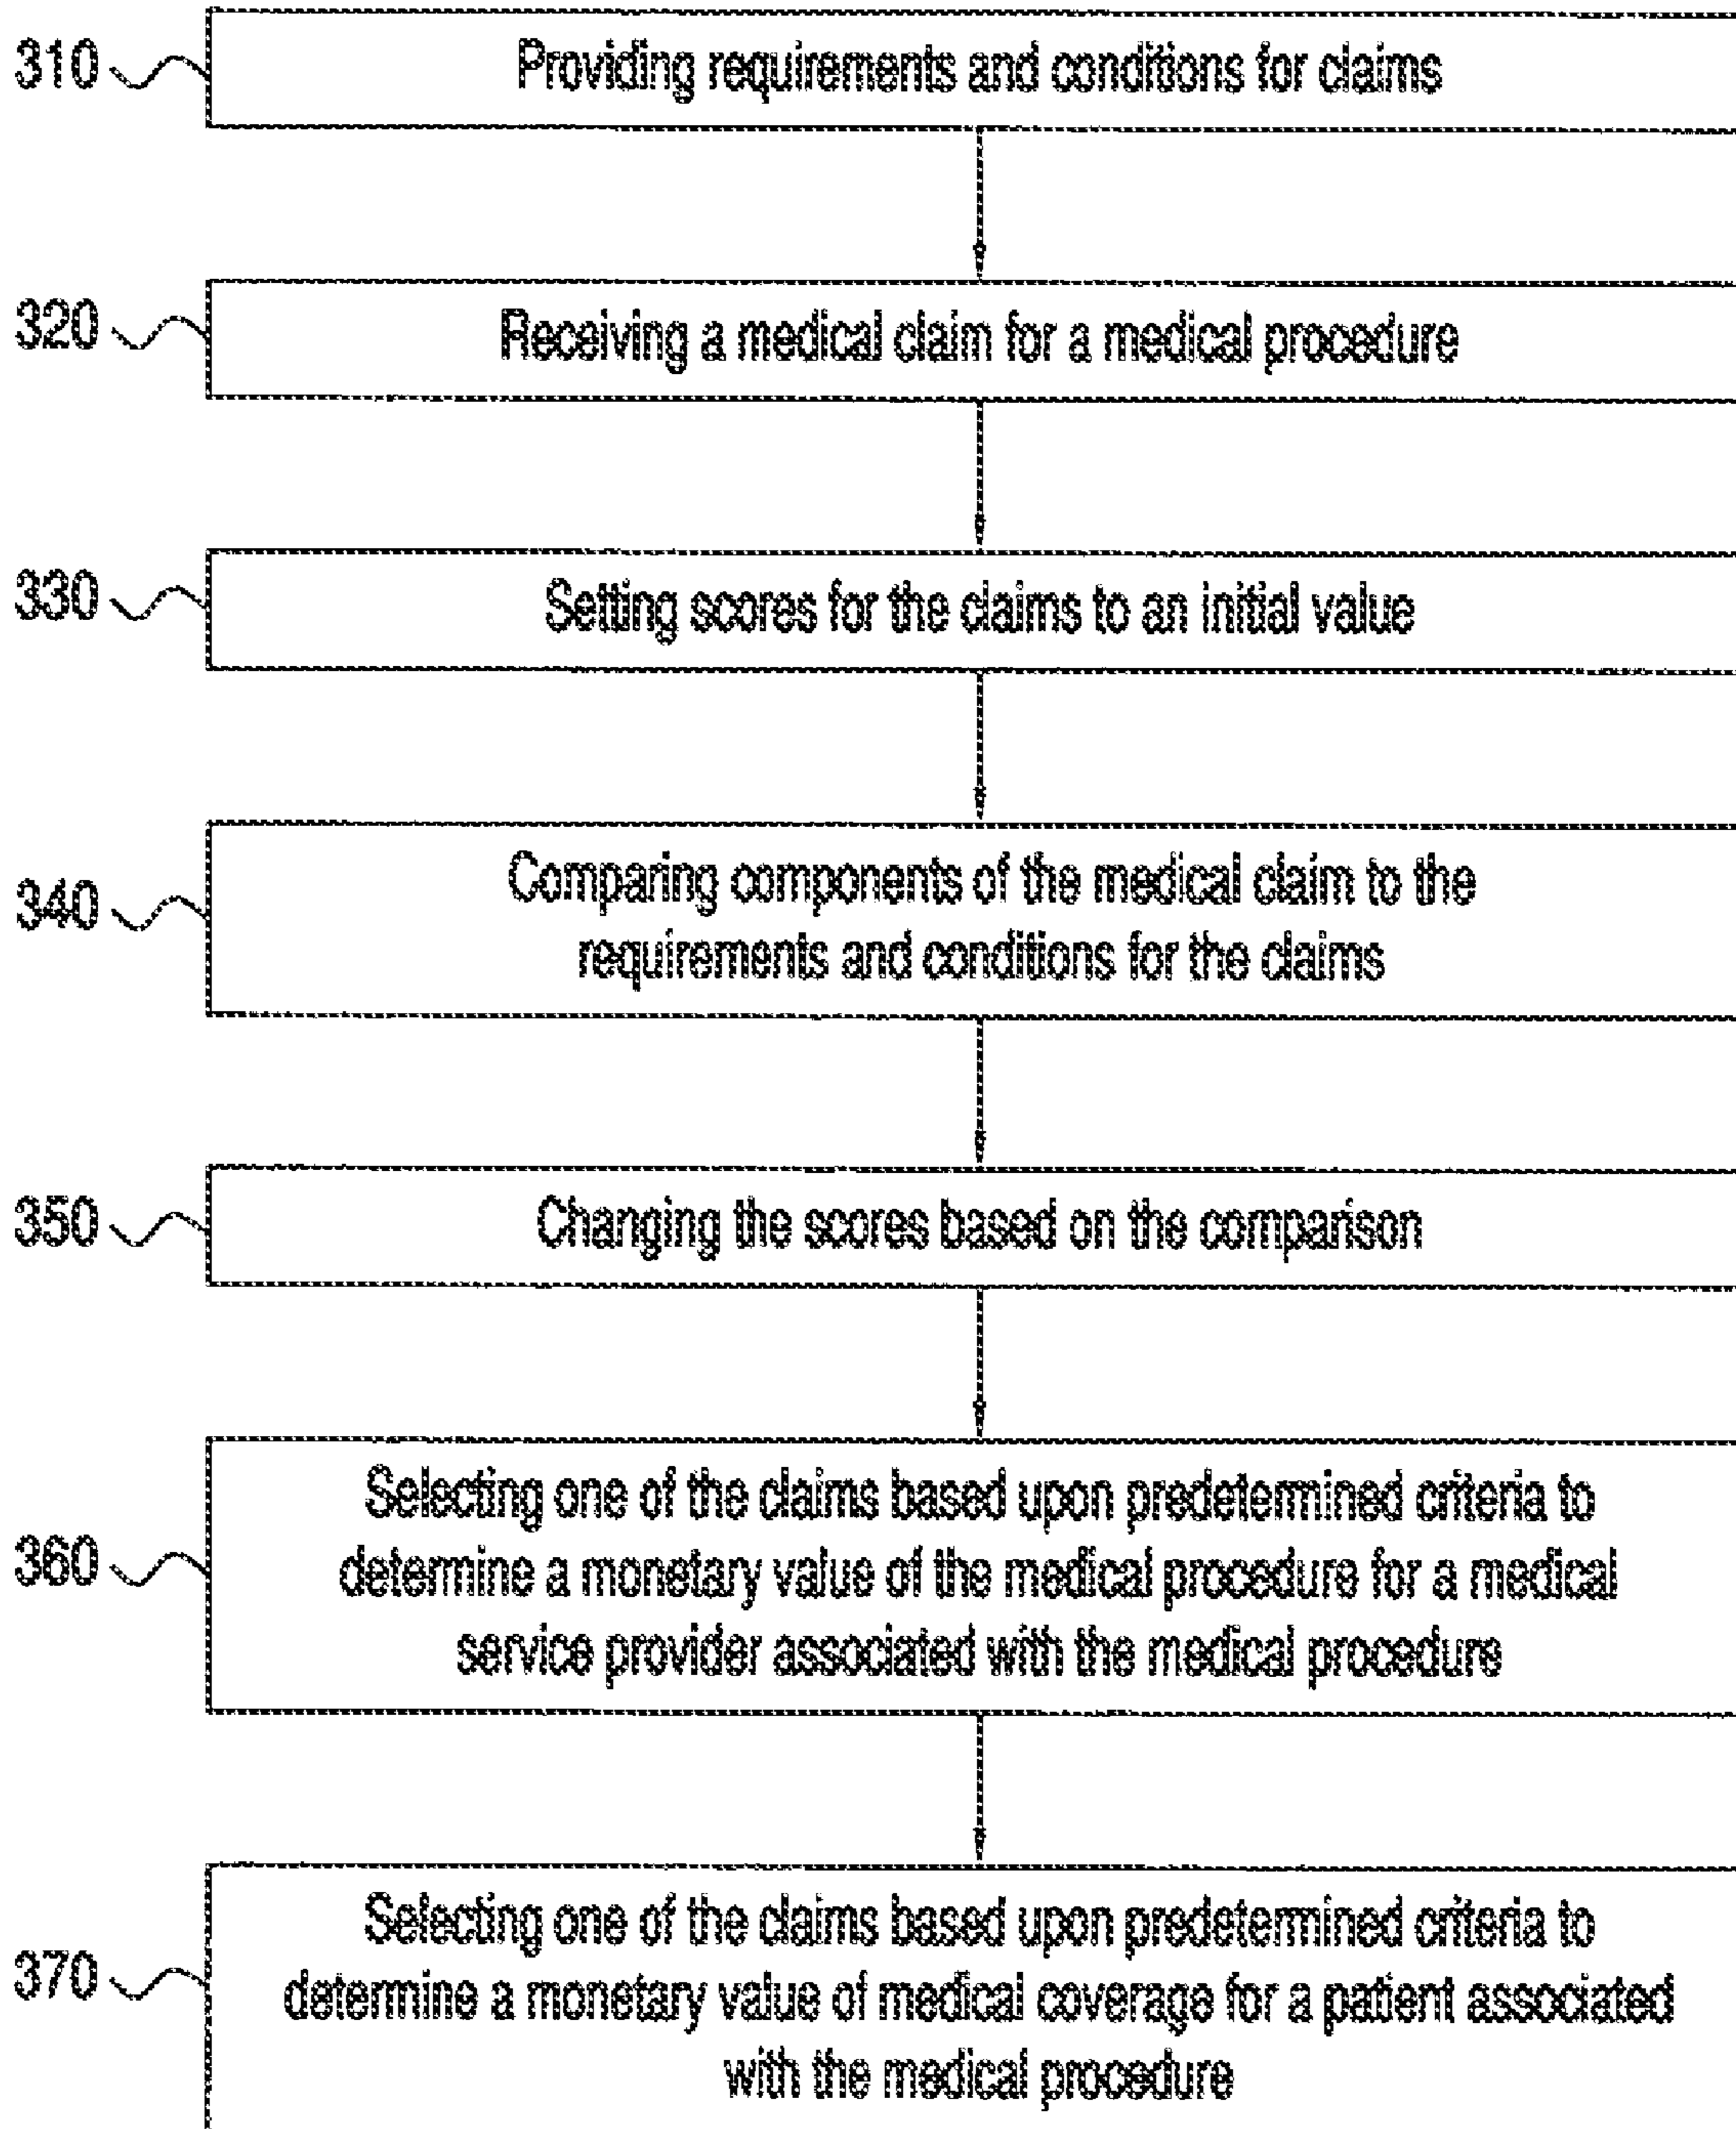 310
Providing requirements and conditions for claims
320
Receiving a medical claim for a medical procedure
330
Setting scores for the claims to an initial value
340
Comparing components of the medical claim to the
requirements and conditions for the claims
350
Changing the scores based on the comparison
360
Selecting one of the claims based upon predetermined criteria to
determine a monetary value of the medical procedure for a medical
service provider associated with the medical procedure
370
Selecting one of the claims based upon predetermined criteria to
determine a monetary value of medical coverage for a patient associated
with the medical procedure